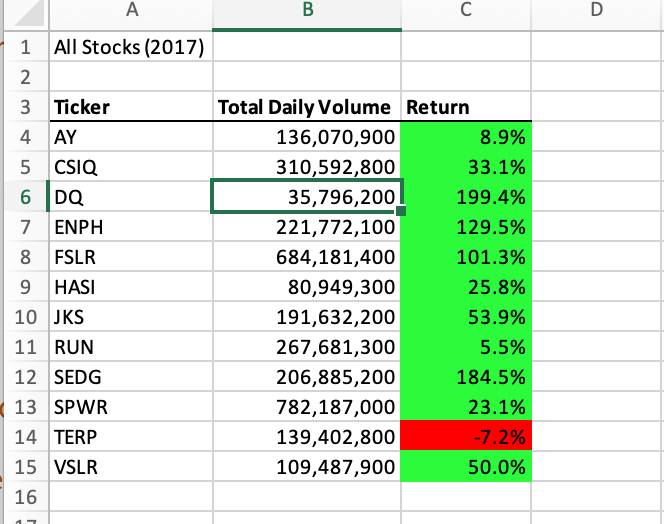 A B C D
1 All Stocks (2017)
2
3 Ticker Total Daily Volume Return
4 AY 136,070,900 8.9%
5 CSIQ 310,592,800 33.1%
6 DQ 35,796,200 199.4%
7 ENPH 221,772,100 129.5%
8 FSLR 684,181,400 101.3%
9 HASI 80,949,300 25.8%
10 JKS 191,632,200 53.9%
11 RUN 267,681,300 5.5%
12 SEDG 206,885,200 184.5%
13 SPWR 782,187,000 23.1%
14 TERP 139,402,800 -7.2%
15 VSLR 109,487,900 50.0%
16
17